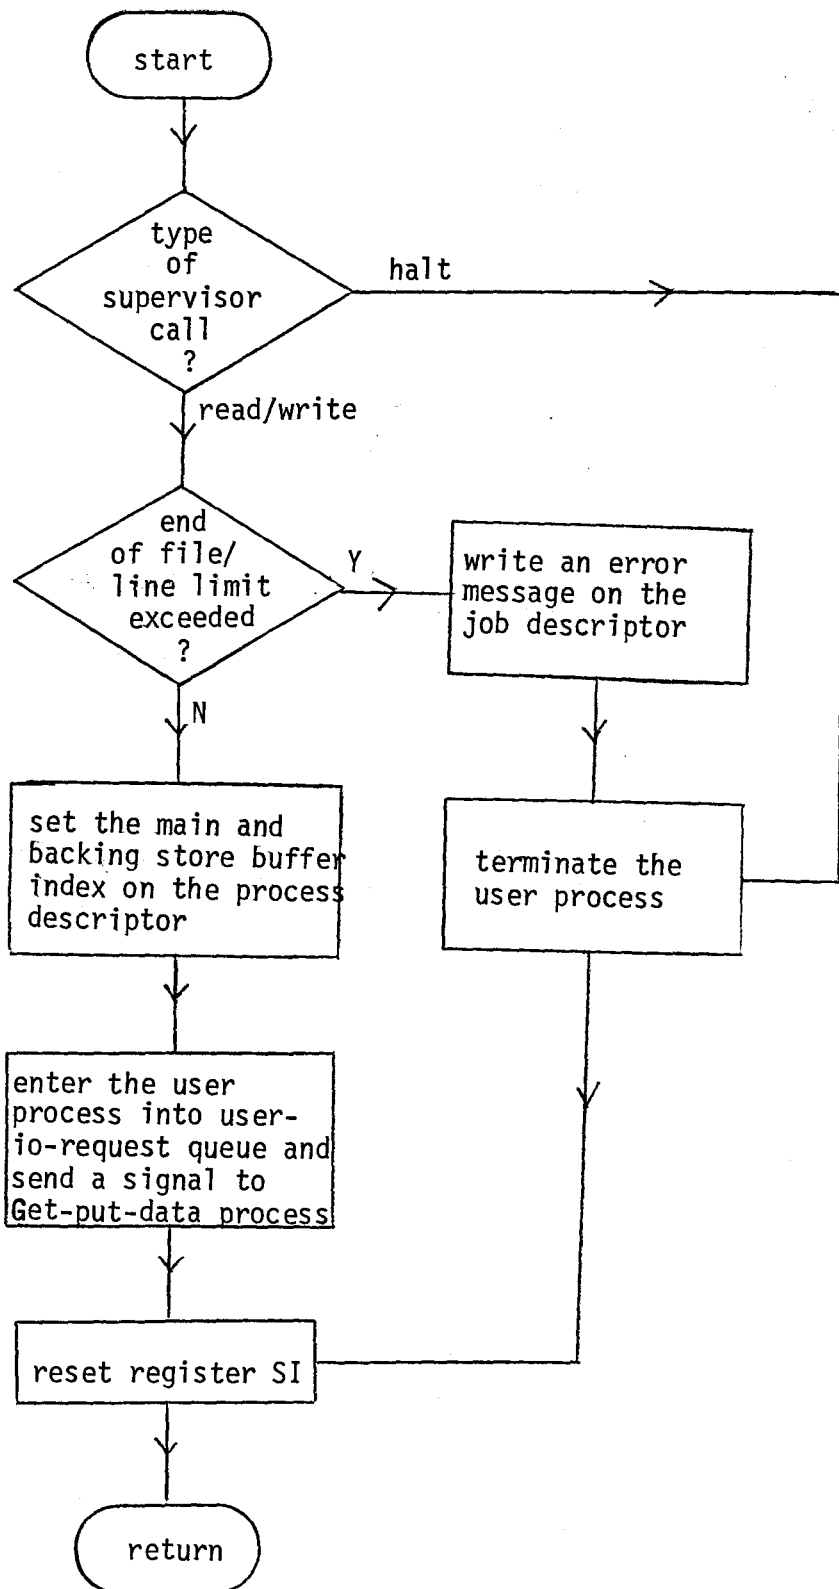 start
type
of
supervisor
call
?
halt
read/write
end
of file/
line limit
exceeded
?
Y
write an error
message on the
job descriptor
N
set the main and
backing store buffer
index on the process
descriptor
terminate the
user process
enter the user
process into user-
io-request queue and
send a signal to
Get-put-data process
reset register SI
return